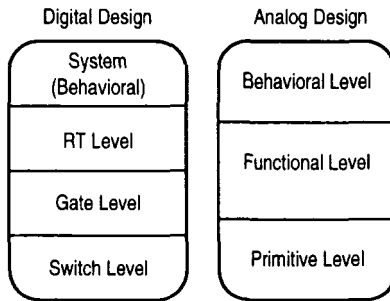 Digital Design
System
(Behavioral)
RT Level
Gate Level
Switch Level
Analog Design
Behavioral Level
Functional Level
Primitive Level